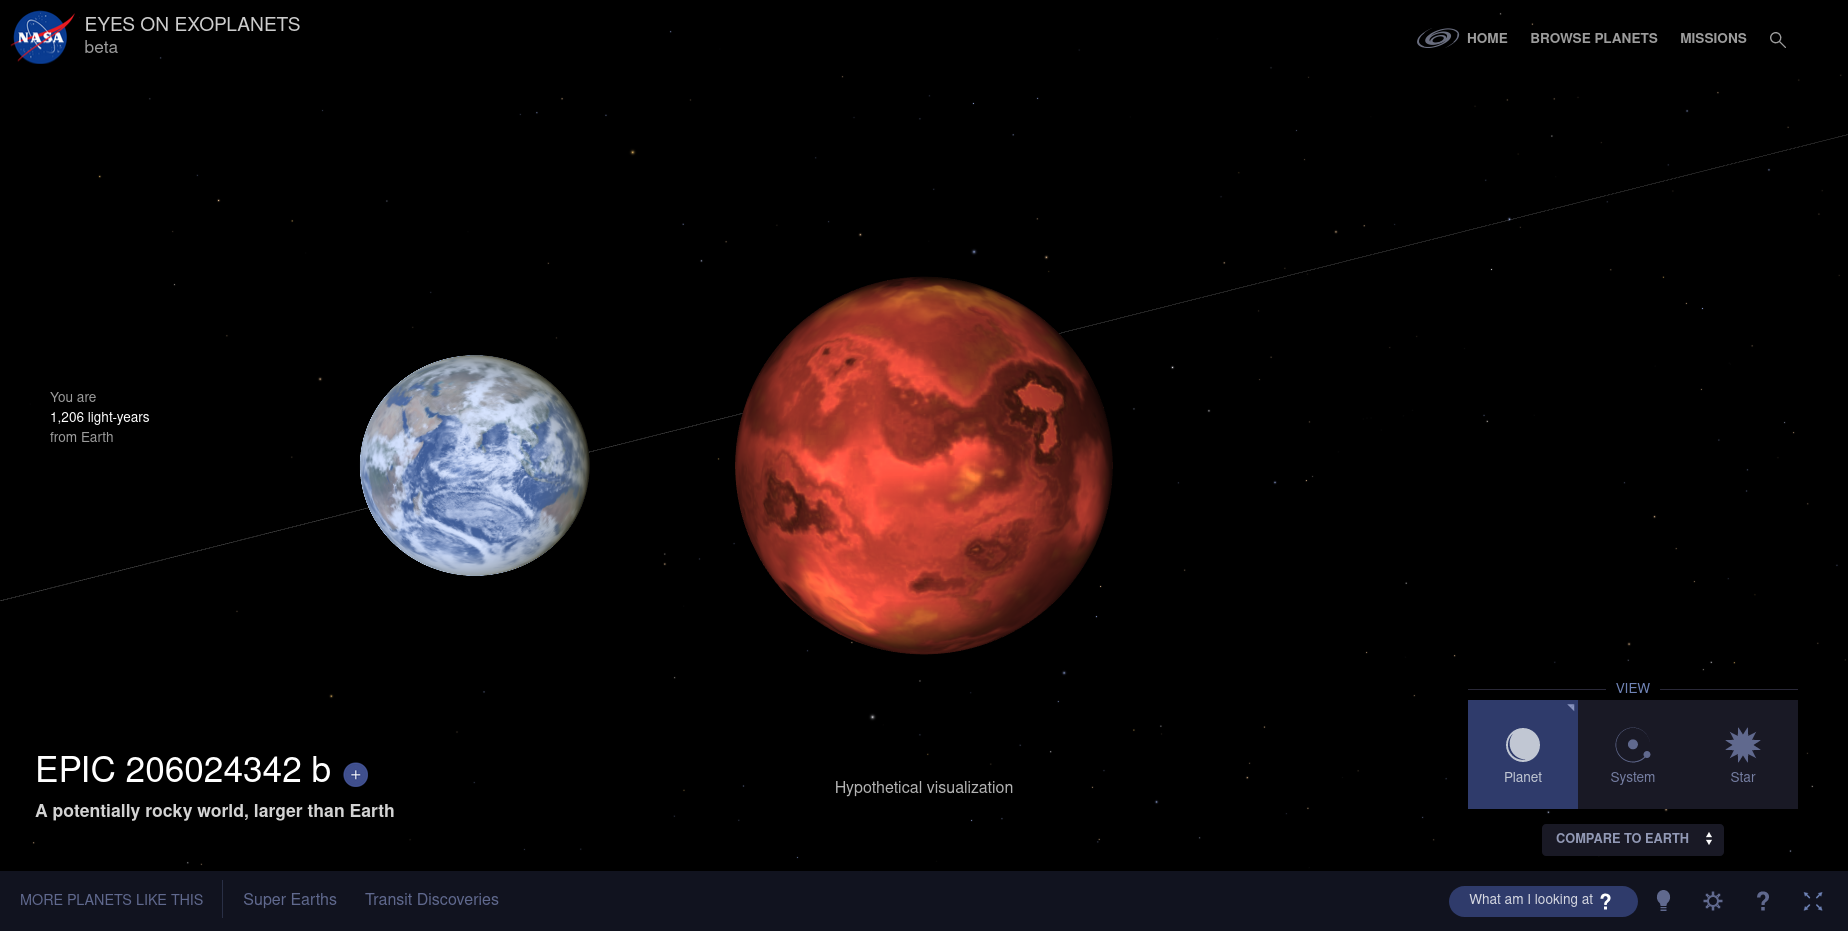 NASA
EYES ON EXOPLANETS
beta
HOME
BROWSE PLANETS
MISSIONS
You are
1,206 light-years
from Earth
EPIC 206024342 b +
A potentially rocky world, larger than Earth
Hypothetical visualization
VIEW
Planet
System
Star
COMPARE TO EARTH
MORE PLANETS LIKE THIS
Super Earths
Transit Discoveries
What am I looking at ?
?